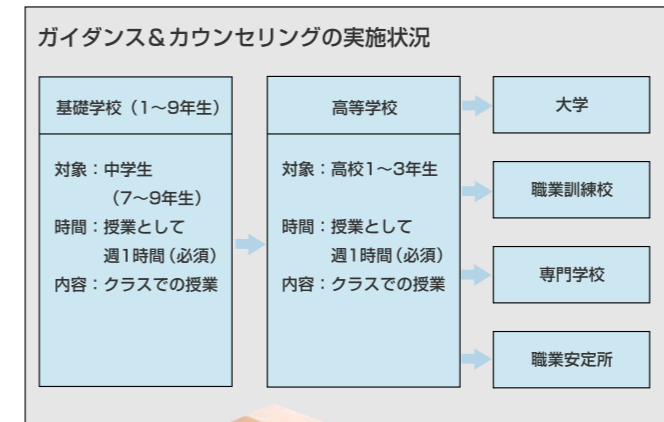 ガイダンス&カウンセリングの実施状況
基礎学校（1～9年生）
対象：中学生
（7～9年生）
時間：授業として
週1時間（必須）
内容：クラスでの授業
高等学校
対象：高校1～3年生
時間：授業として
週1時間（必須）
内容：クラスでの授業
大学
職業訓練校
専門学校
職業安定所